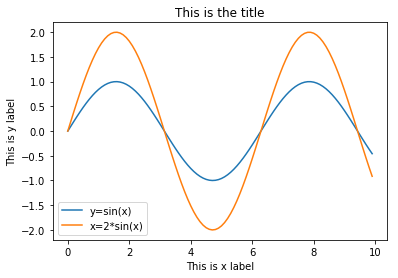 This is the title
This is y label
2.0
1.5
1.0
0.5
0.0
−0.5
−1.0
−1.5
−2.0
y=sin(x)
x=2*sin(x)
0 2 4 6 8 10
This is x label